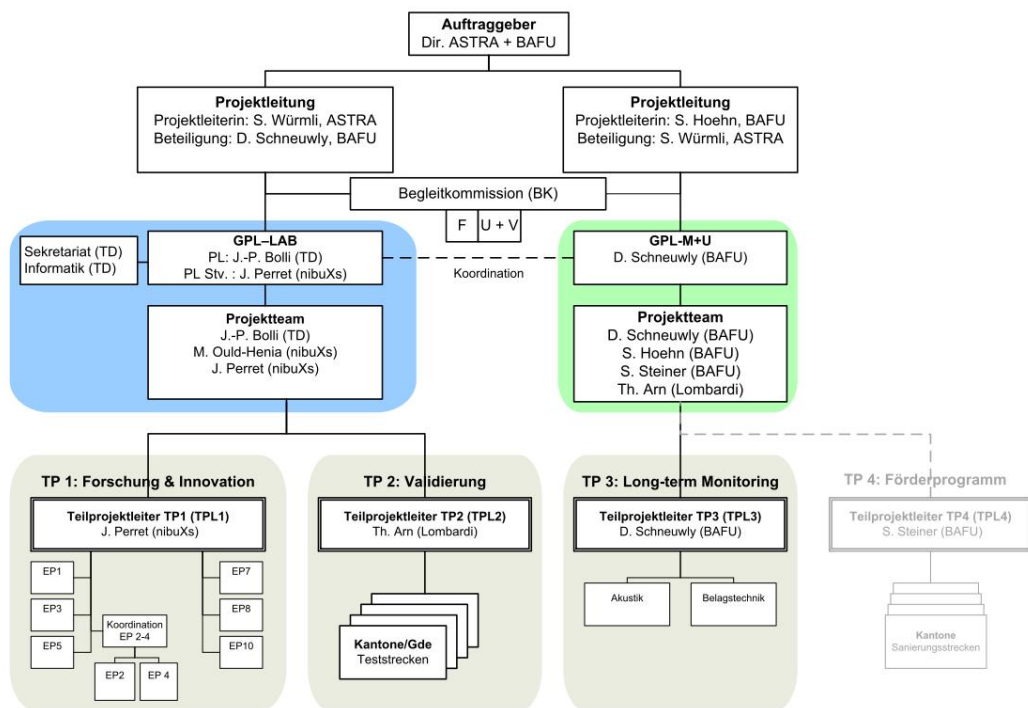 Auftraggeber
Dir. ASTRA + BAFU
Projektleitung
Projektleiterin: S. Würmli, ASTRA
Beteiligung: D. Schneuwly, BAFU
Projektleitung
Projektleiterin: S. Hoehn, BAFU
Beteiligung: S. Würmli, ASTRA
Begleitkommission (BK)
F
U + V
Sekretariat (TD)
Informatik (TD)
GPL–LAB
PL: J.-P. Bolli (TD)
PL Stv. : J. Perret (nibuXs)
Koordination
GPL-M+U
D. Schneuwly (BAFU)
Projektteam
J.-P. Bolli (TD)
M. Ould-Henia (nibuXs)
J. Perret (nibuXs)
Projektteam
D. Schneuwly (BAFU)
S. Hoehn (BAFU)
S. Steiner (BAFU)
Th. Arn (Lombardi)
TP 1: Forschung & Innovation
Teilprojektleiter TP1 (TPL1)
J. Perret (nibuXs)
EP1
EP3
EP5
Koordination
EP 2-4
EP2
EP 4
EP7
EP8
EP10
TP 2: Validierung
Teilprojektleiter TP2 (TPL2)
Th. Arn (Lombardi)
Kantone/Gde
Teststrecken
TP 3: Long-term Monitoring
Teilprojektleiter TP3 (TPL3)
D. Schneuwly (BAFU)
Akustik
Belagstechnik
TP 4: Förderprogramm
Teilprojektleiter TP4 (TPL4)
S. Steiner (BAFU)
Kantone
Sanierungsstrecken